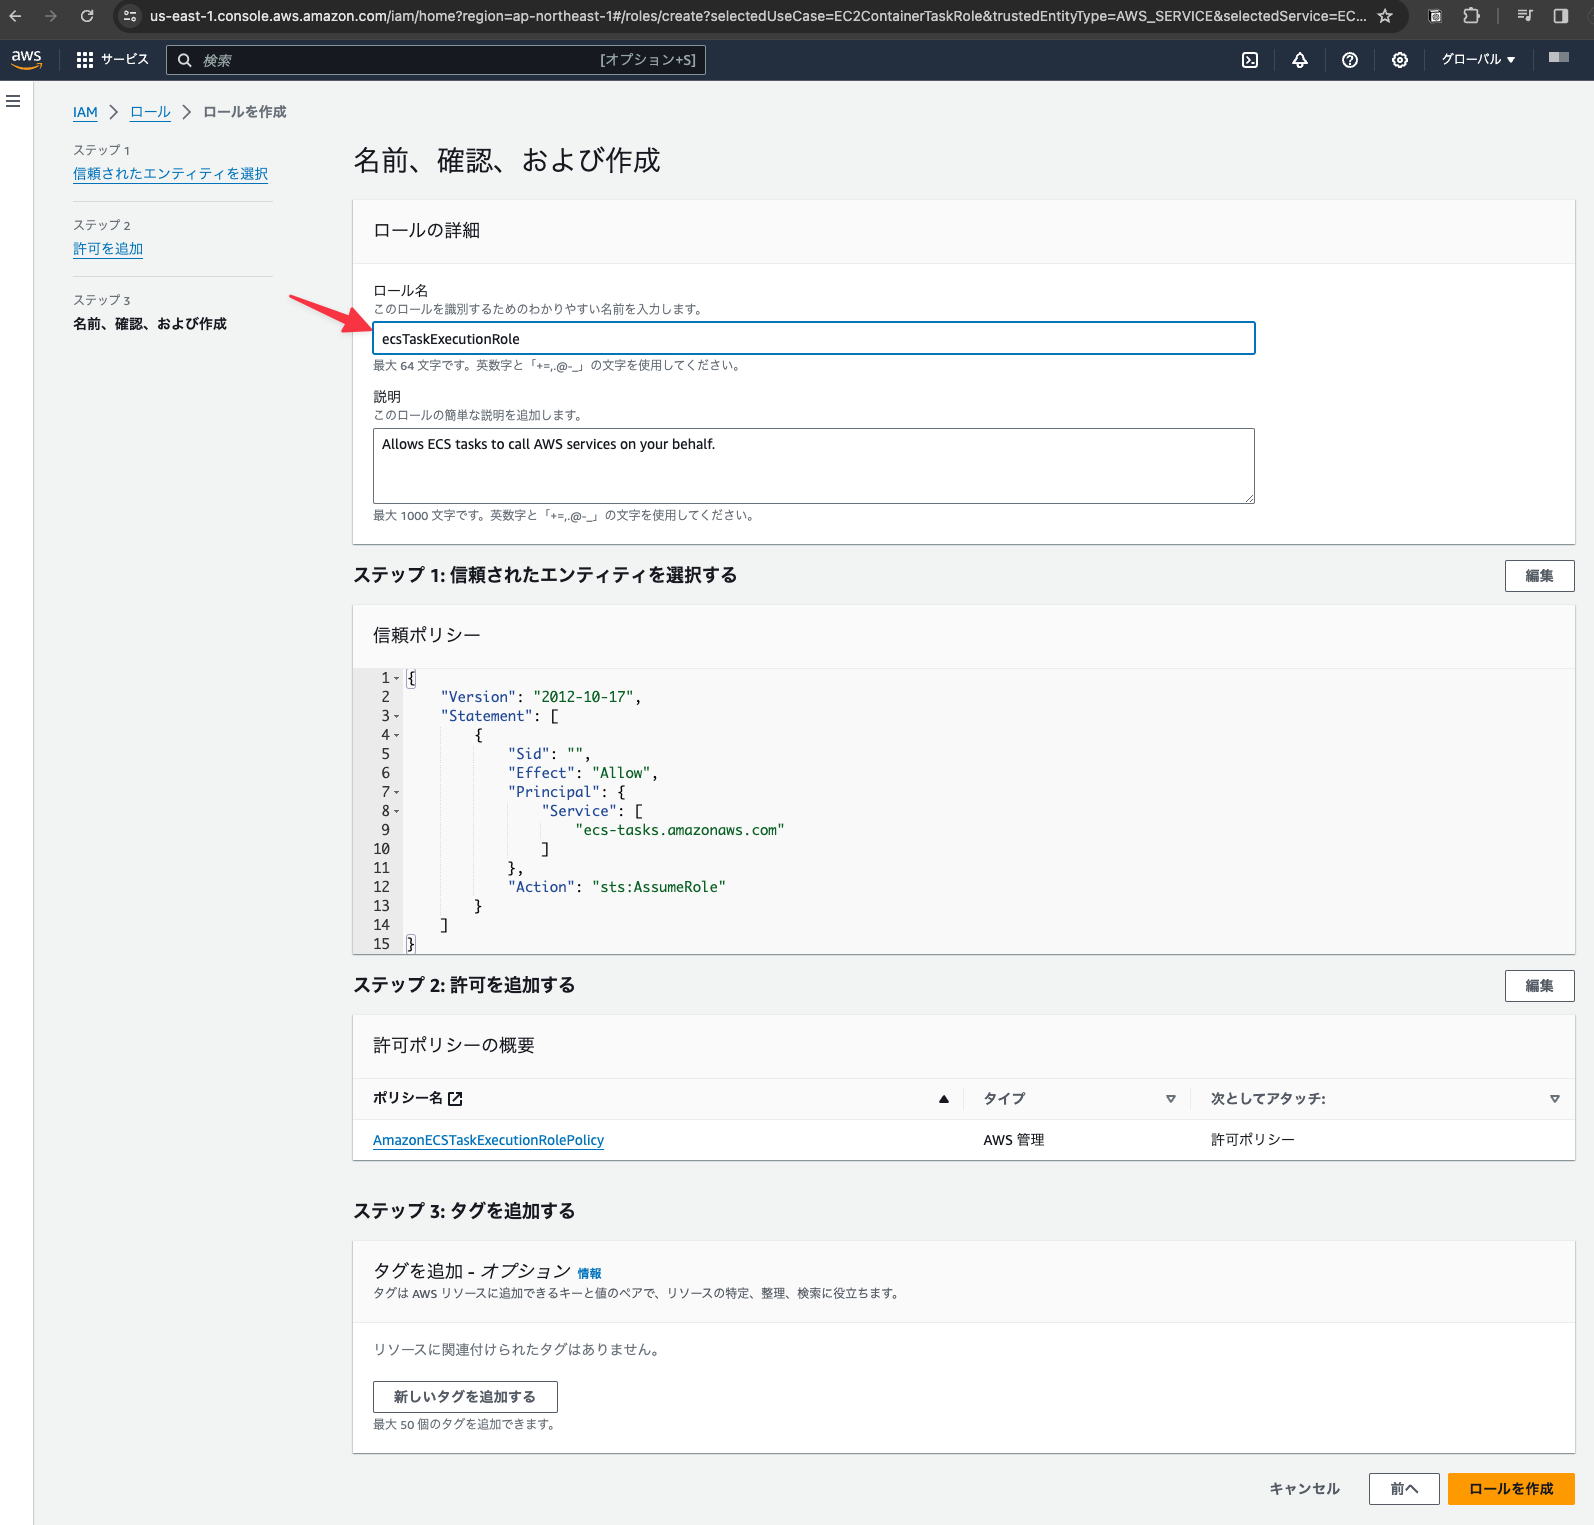 us-east-1.console.aws.amazon.com/iam/home?region=ap-northeast-1#/roles/create?selectedUseCase=EC2ContainerTaskRole&trustedEntityType=AWS_SERVICE&selectedService=EC...
aws サービス 検索 [オプション+S] グローバル
IAM ロール ロールを作成
ステップ 1
信頼されたエンティティを選択
ステップ 2
許可を追加
ステップ 3
名前、確認、および作成
名前、確認、および作成
ロールの詳細
ロール名
このロールを識別するためのわかりやすい名前を入力します。
ecsTaskExecutionRole
最大 64 文字です。英数字と「+=,.@-_」の文字を使用してください。
説明
このロールの簡単な説明を追加します。
Allows ECS tasks to call AWS services on your behalf.
最大 1000 文字です。英数字と「+=,.@-_」の文字を使用してください。
ステップ 1: 信頼されたエンティティを選択する 編集
信頼ポリシー
1 {
2 "Version": "2012-10-17",
3 "Statement": [
4 {
5 "Sid": "",
6 "Effect": "Allow",
7 "Principal": {
8 "Service": [
9 "ecs-tasks.amazonaws.com"
10 ]
11 },
12 "Action": "sts:AssumeRole"
13 }
14 ]
15 }
ステップ 2: 許可を追加する 編集
許可ポリシーの概要
ポリシー名 タイプ 次としてアタッチ:
AmazonECSTaskExecutionRolePolicy AWS 管理 許可ポリシー
ステップ 3: タグを追加する
タグを追加 - オプション 情報
タグは AWS リソースに追加できるキーと値のペアで、リソースの特定、整理、検索に役立ちます。
リソースに関連付けられたタグはありません。
新しいタグを追加する
最大 50 個のタグを追加できます。
キャンセル 前へ ロールを作成